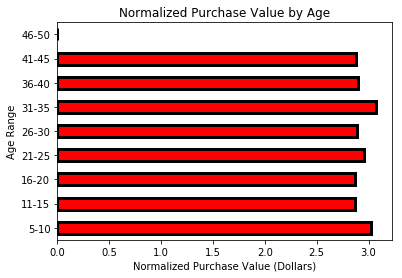 Normalized Purchase Value by Age
46-50
41-45
36-40
31-35
26-30
21-25
16-20
11-15
5-10
Age Range
0.0 0.5 1.0 1.5 2.0 2.5 3.0
Normalized Purchase Value (Dollars)